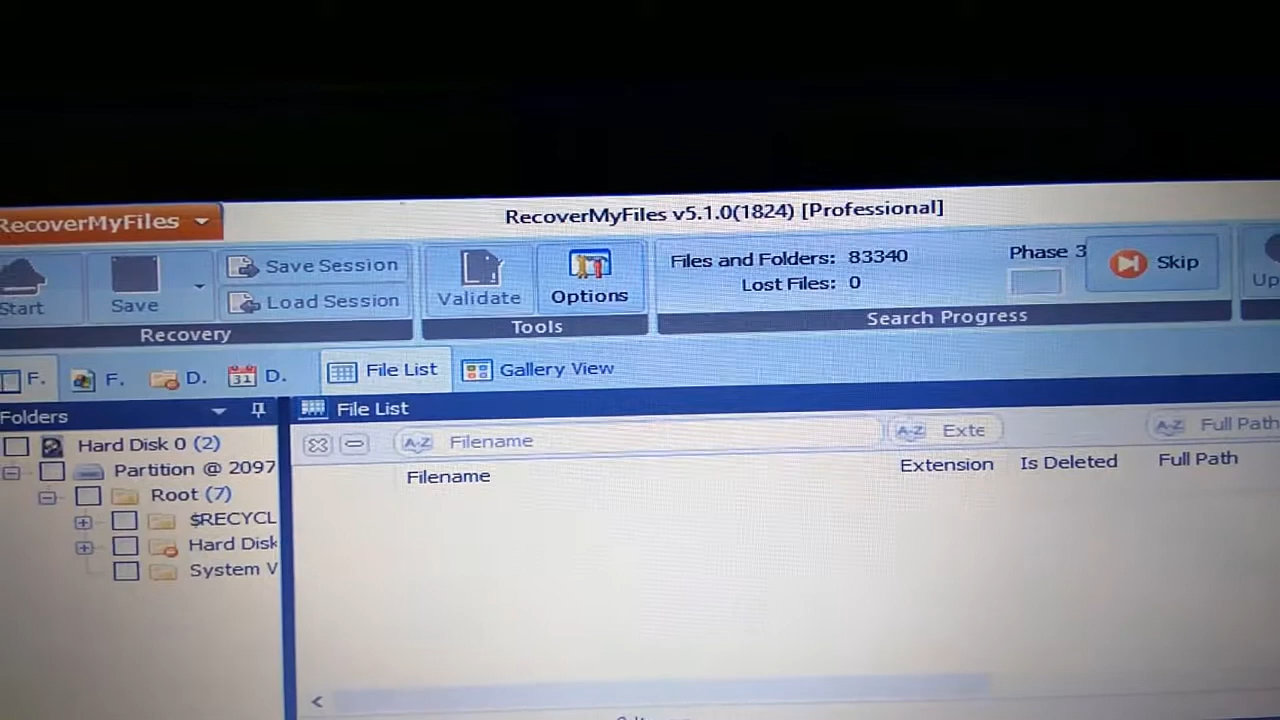 RecoverMyFiles
RecoverMyFiles v5.1.0(1824) [Professional]
Start
Save
Save Session
Load Session
Recovery
Validate
Options
Tools
Files and Folders: 83340
Lost Files: 0
Phase 3
Skip
Search Progress
Up
F.
F.
D.
31 D.
File List
Gallery View
Folders
File List
Hard Disk 0 (2)
Partition @ 2097
Root (7)
$RECYCL
Hard Disk
System V
A-Z Filename
A-Z Exte
A-Z Full Path
Filename
Extension
Is Deleted
Full Path